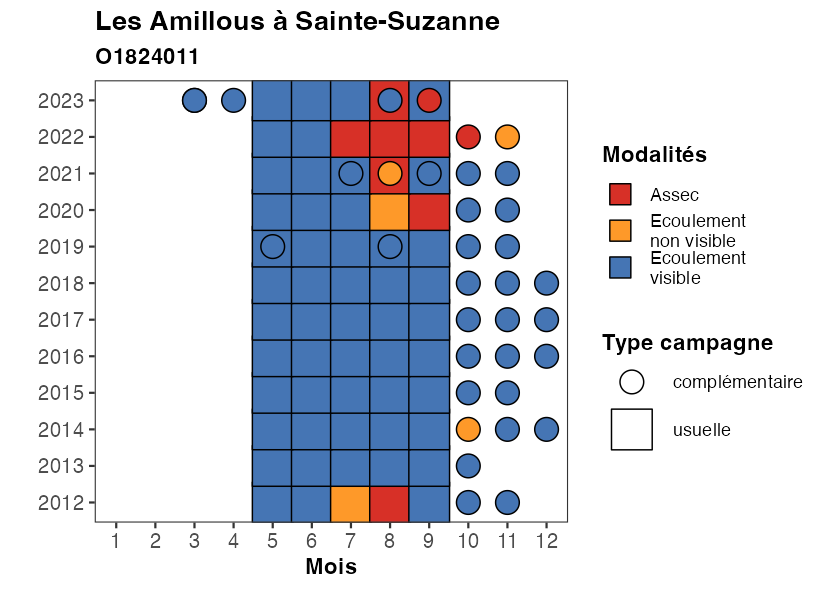 Les Amillous à Sainte-Suzanne
O1824011
2023
2022
2021
2020
2019
2018
2017
2016
2015
2014
2013
2012
1 2 3 4 5 6 7 8 9 10 11 12
Mois
Modalités
Assec
Ecoulement
non visible
Ecoulement
visible
Type campagne
complémentaire
usuelle